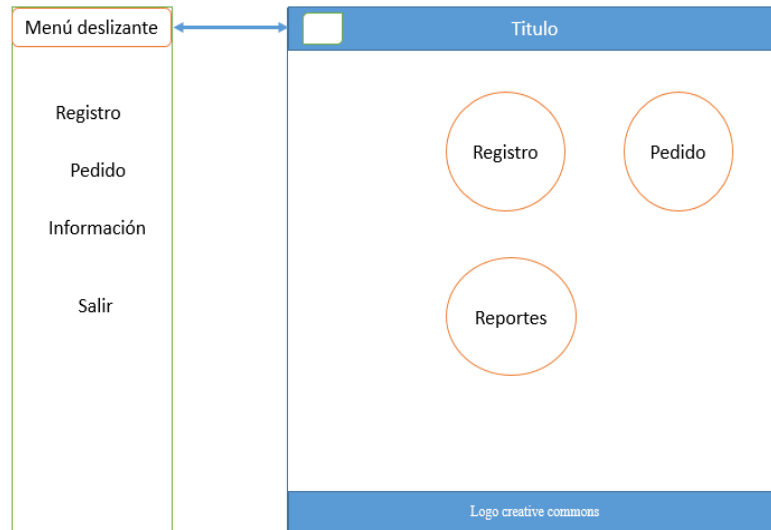 Menú deslizante
Registro
Pedido
Información
Salir
Titulo
Registro
Pedido
Reportes
Logo creative commons